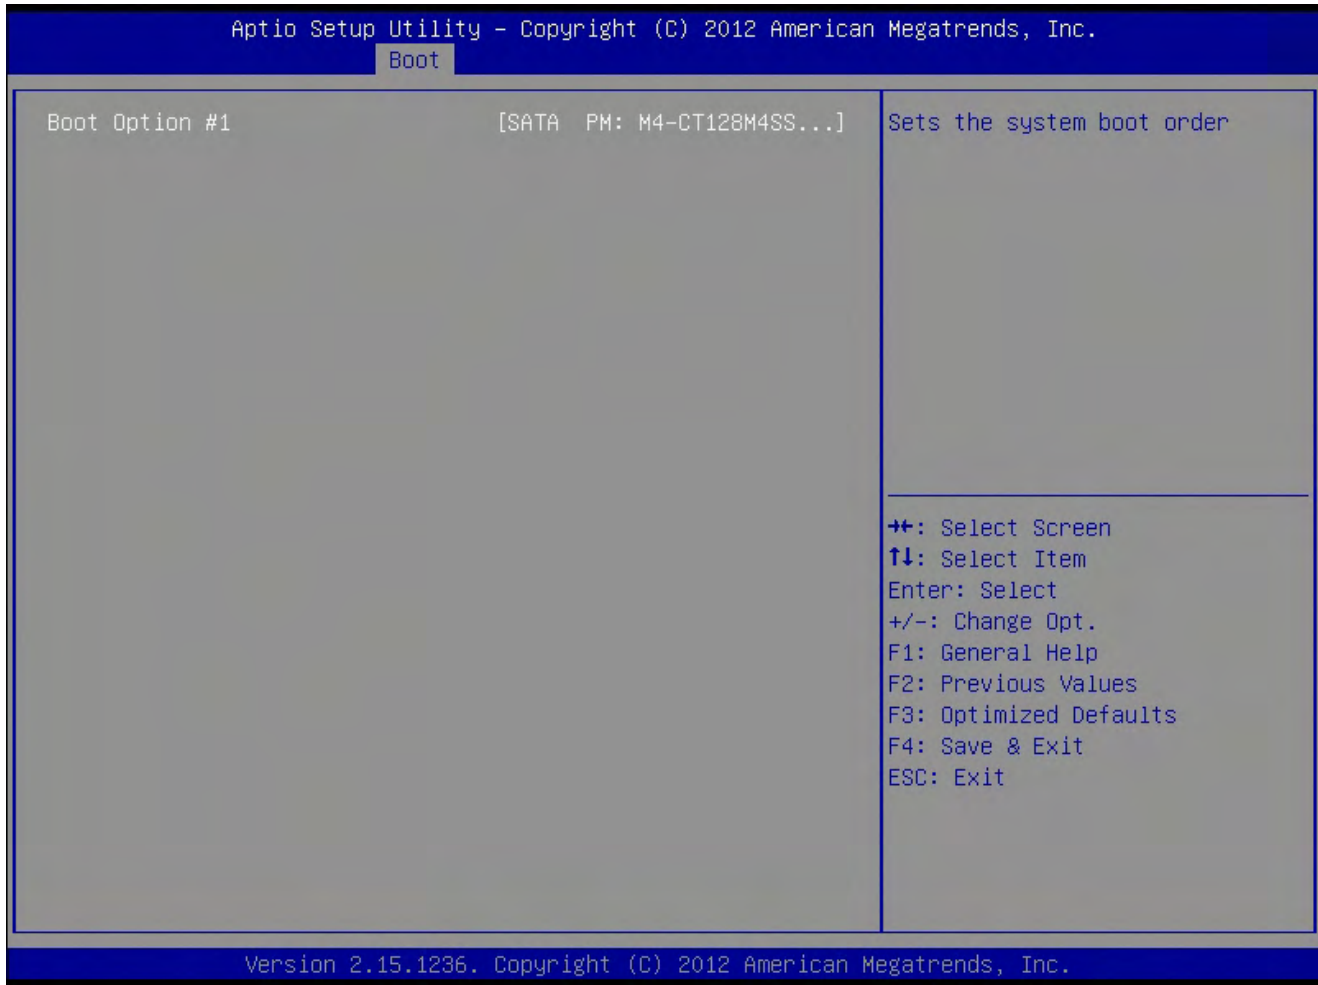 Aptio Setup Utility – Copyright (C) 2012 American Megatrends, Inc.
Boot
Boot Option #1 [SATA  PM: M4-CT128M4SS...]
Sets the system boot order
→←: Select Screen
↑↓: Select Item
Enter: Select
+/-: Change Opt.
F1: General Help
F2: Previous Values
F3: Optimized Defaults
F4: Save & Exit
ESC: Exit
Version 2.15.1236. Copyright (C) 2012 American Megatrends, Inc.